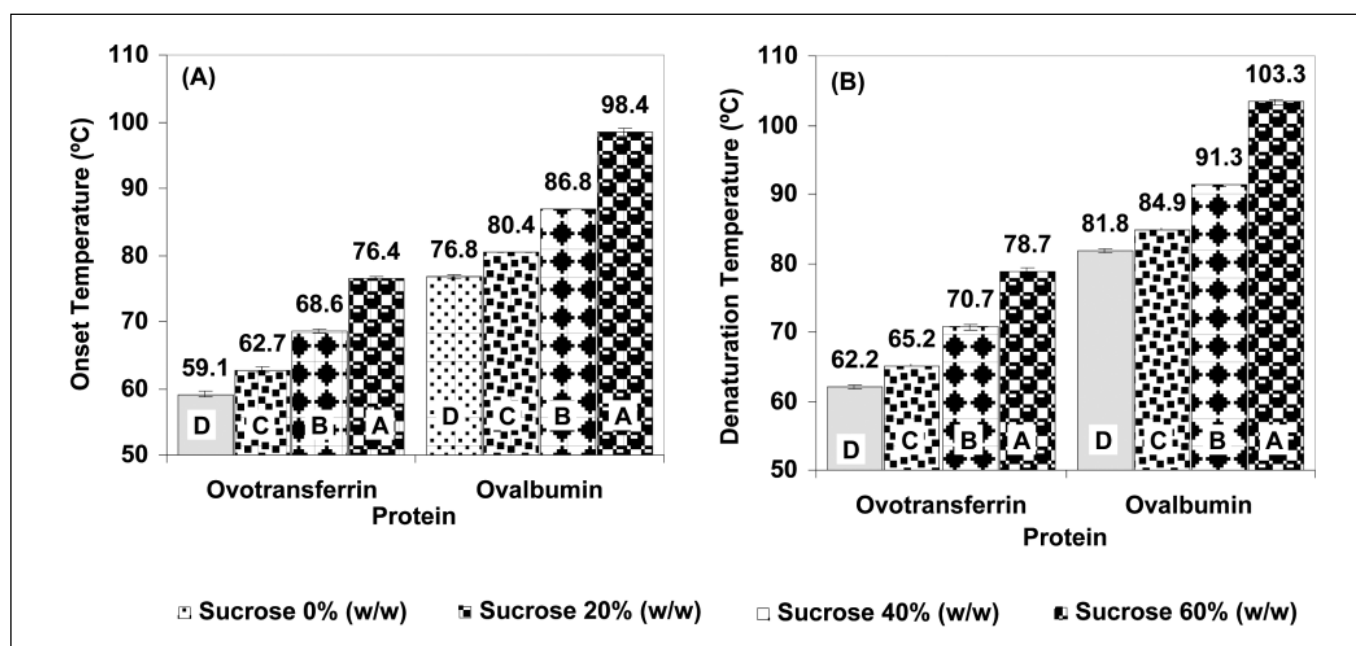 (A)
Onset Temperature (ºC)
110
100
90
80
70
60
50
59.1
62.7
68.6
76.4
76.8
80.4
86.8
98.4
D
C
B
A
D
C
B
A
Ovotransferrin
Ovalbumin
Protein
(B)
Denaturation Temperature (ºC)
110
100
90
80
70
60
50
62.2
65.2
70.7
78.7
81.8
84.9
91.3
103.3
D
C
B
A
D
C
B
A
Ovotransferrin
Ovalbumin
Protein
Sucrose 0% (w/w)
Sucrose 20% (w/w)
Sucrose 40% (w/w)
Sucrose 60% (w/w)